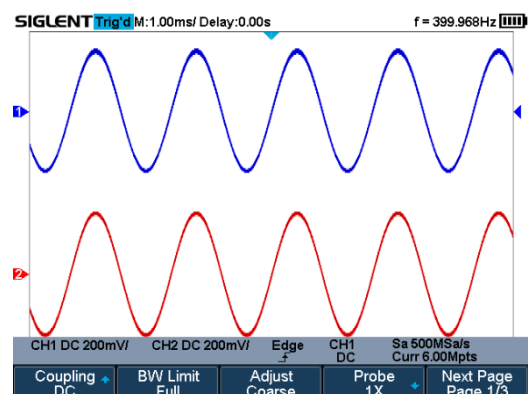 SIGLENT Trig'd M:1.00ms/ Delay:0.00s f = 399.968Hz
1
2
CH1 DC 200mV/ CH2 DC 200mV/ Edge CH1 Sa 500MSa/s
DC Curr 6.00Mpts
Coupling BW Limit Adjust Probe Next Page
DC Full Coarse 1X Page 1/3